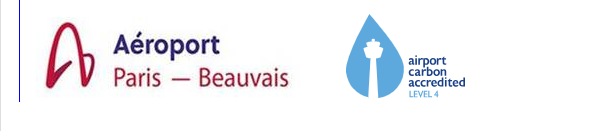 Aéroport
Paris — Beauvais
airport
carbon
accredited
LEVEL 4